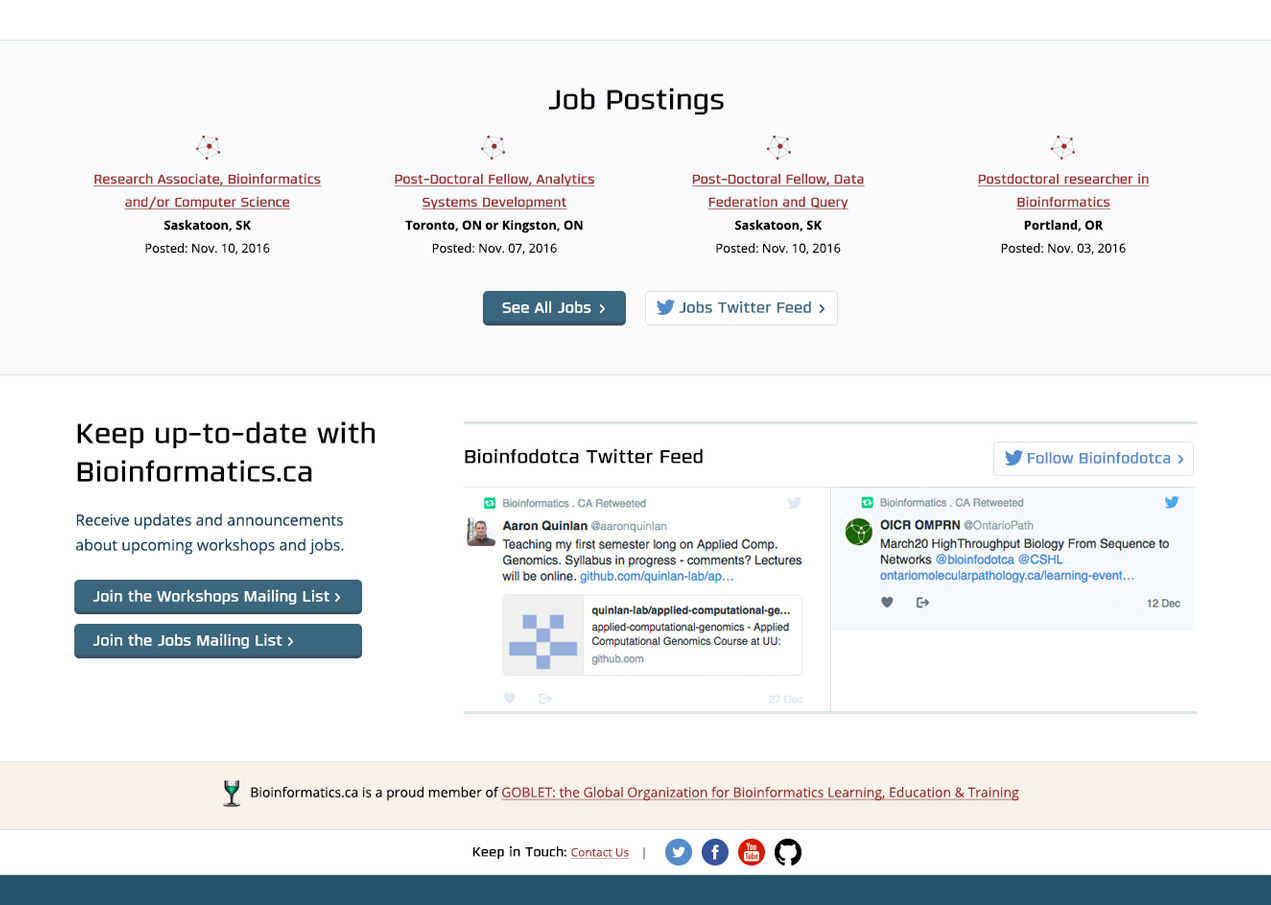 Job Postings
Research Associate, Bioinformatics
and/or Computer Science
Saskatoon, SK
Posted: Nov. 10, 2016
Post-Doctoral Fellow, Analytics
Systems Development
Toronto, ON or Kingston, ON
Posted: Nov. 07, 2016
Post-Doctoral Fellow, Data
Federation and Query
Saskatoon, SK
Posted: Nov. 10, 2016
Postdoctoral researcher in
Bioinformatics
Portland, OR
Posted: Nov. 03, 2016
See All Jobs ›
Jobs Twitter Feed ›
Keep up-to-date with
Bioinformatics.ca
Receive updates and announcements
about upcoming workshops and jobs.
Join the Workshops Mailing List ›
Join the Jobs Mailing List ›
Bioinfodotca Twitter Feed
Follow Bioinfodotca ›
Bioinformatics . CA Retweeted
Aaron Quinlan @aaronquinlan
Teaching my first semester long on Applied Comp.
Genomics. Syllabus in progress - comments? Lectures
will be online. github.com/quinlan-lab/ap…
quinlan-lab/applied-computational-ge...
applied-computational-genomics - Applied
Computational Genomics Course at UU:
github.com
27 Dec
Bioinformatics . CA Retweeted
OICR OMPRN @OntarioPath
March20 HighThroughput Biology From Sequence to
Networks @bioinfodotca @CSHL
ontariomolecularpathology.ca/learning-event…
12 Dec
Bioinformatics.ca is a proud member of GOBLET: the Global Organization for Bioinformatics Learning, Education & Training
Keep in Touch: Contact Us |
You
Tube